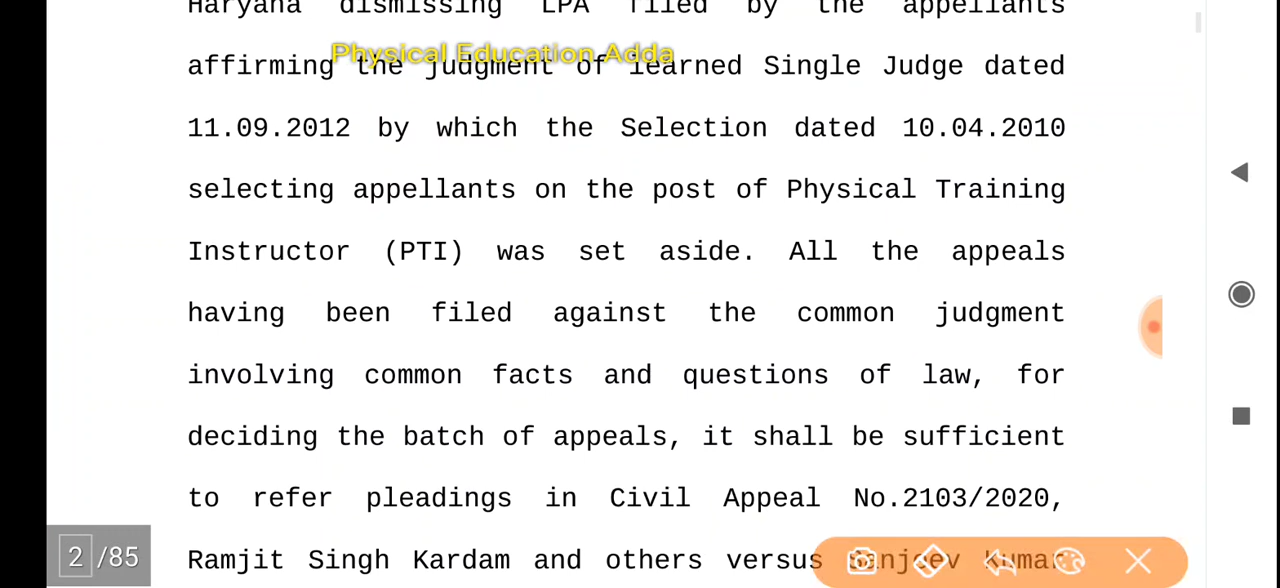 Haryana dismissing LPA filed by the appellants
Physical Education Adda
affirming the judgment of learned Single Judge dated
11.09.2012 by which the Selection dated 10.04.2010
selecting appellants on the post of Physical Training
Instructor (PTI) was set aside. All the appeals
having been filed against the common judgment
involving common facts and questions of law, for
deciding the batch of appeals, it shall be sufficient
to refer pleadings in Civil Appeal No.2103/2020,
Ramjit Singh Kardam and others versus Sanjeev Kumar
2 /85